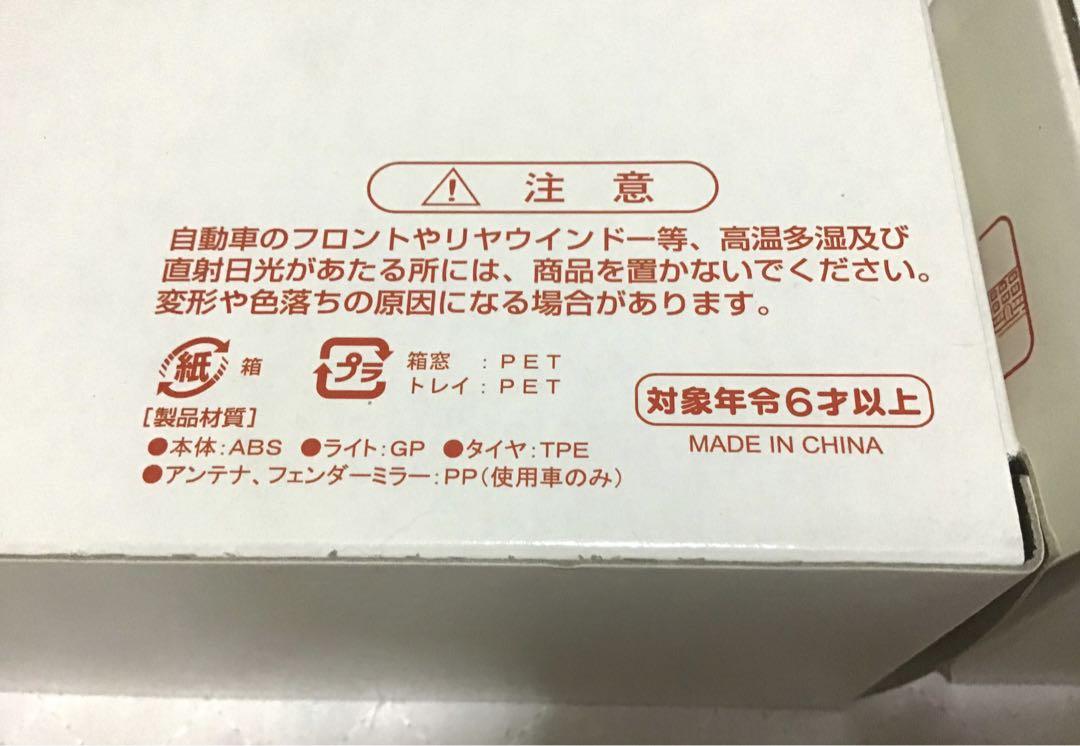 注 意
自動車のフロントやリヤウインドー等、高温多湿及び
直射日光があたる所には、商品を置かないでください。
変形や色落ちの原因になる場合があります。
紙 箱
プラ 箱窓 : PET
トレイ : PET
対象年令6才以上
MADE IN CHINA
[製品材質]
●本体:ABS ●ライト:GP ●タイヤ:TPE
●アンテナ、フェンダーミラー:PP(使用車のみ)